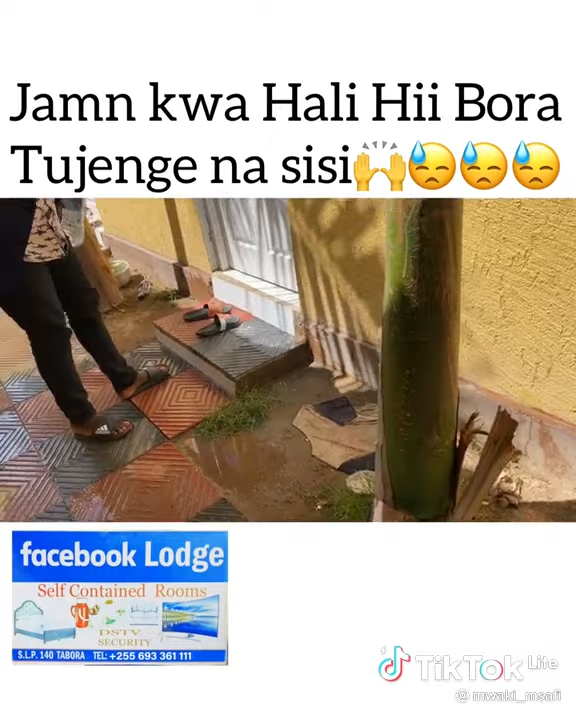 Jamn kwa Hali Hii Bora
Tujenge na sisi🙌😓😓😓
facebook Lodge
Self Contained Rooms
DSTV
SECURITY
S.L.P. 140 TABORA TEL: +255 693 361 111
TikTok Lite
@mwaki_msafi